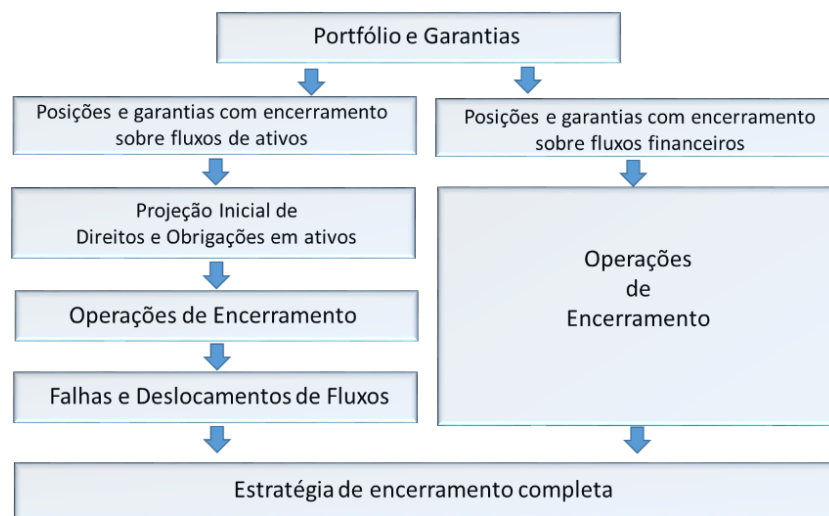 Portfólio e Garantias
Posições e garantias com encerramento
sobre fluxos de ativos
Posições e garantias com encerramento
sobre fluxos financeiros
Projeção Inicial de
Direitos e Obrigações em ativos
Operações de Encerramento
Falhas e Deslocamentos de Fluxos
Operações
de
Encerramento
Estratégia de encerramento completa